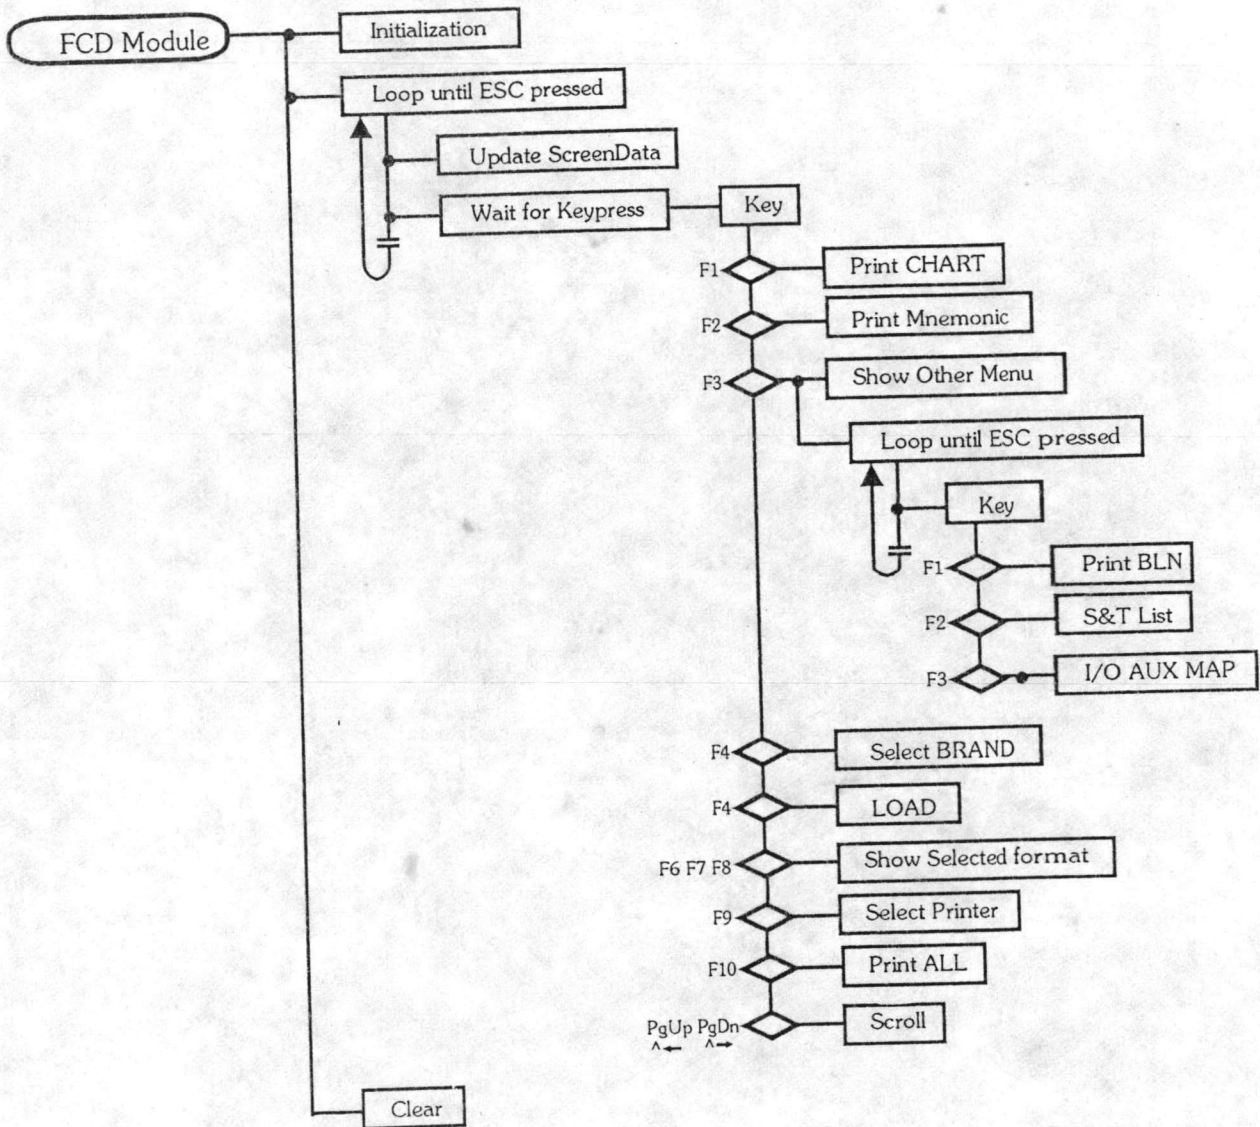 FCD Module
Initialization
Loop until ESC pressed
Update ScreenData
Wait for Keypress
Key
F1
Print CHART
F2
Print Mnemonic
F3
Show Other Menu
Loop until ESC pressed
Key
F1
Print BLN
F2
S&T List
F3
I/O AUX MAP
F4
Select BRAND
F4
LOAD
F6 F7 F8
Show Selected format
F9
Select Printer
F10
Print ALL
PgUp PgDn
^← ^→
Scroll
Clear